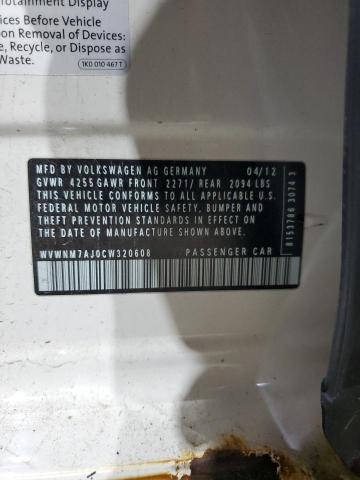 otainment Display
ices Before Vehicle
on Removal of Devices:
e, Recycle, or Dispose as
Waste.
1K0 010 467 T
MFD BY VOLKSWAGEN AG GERMANY 04/12
GVWR 4255 GAWR FRONT 2271/ REAR 2094 LBS
THIS VEHICLE CONFORMS TO ALL APPLICABLE U.S.
FEDERAL MOTOR VEHICLE SAFETY, BUMPER AND
THEFT PREVENTION STANDARDS IN EFFECT ON
THE DATE OF MANUFACTURE SHOWN ABOVE
WVWNM7AJ0CW320608 PASSENGER CAR
8153786 3074 3